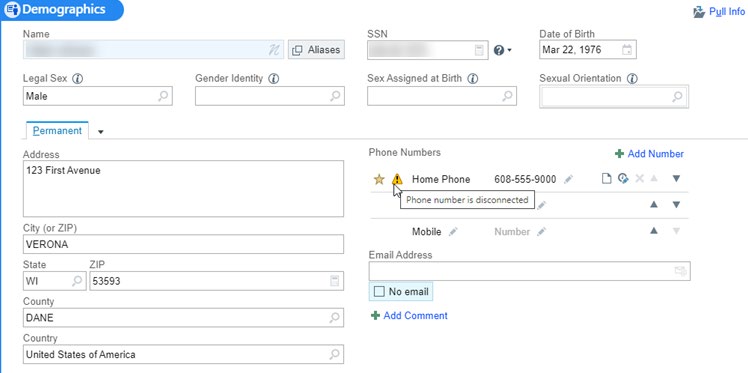 Demographics
Pull Info
Name
SSN
Date of Birth
Aliases
Mar 22, 1976
Legal Sex
Gender Identity
Sex Assigned at Birth
Sexual Orientation
Male
Permanent
Address
Phone Numbers
Add Number
123 First Avenue
Home Phone 608-555-9000
Phone number is disconnected
City (or ZIP)
VERONA
Mobile Number
State ZIP
Email Address
WI 53593
No email
County
Add Comment
DANE
Country
United States of America